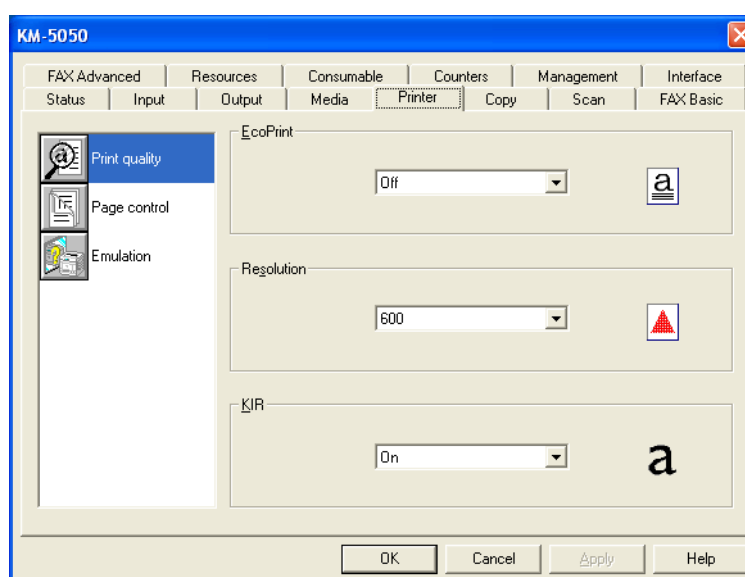 KM-5050
FAX Advanced Resources Consumable Counters Management Interface
Status Input Output Media Printer Copy Scan FAX Basic
Print quality
Page control
Emulation
EcoPrint
Off
a
Resolution
600
KIR
On
a
OK Cancel Apply Help